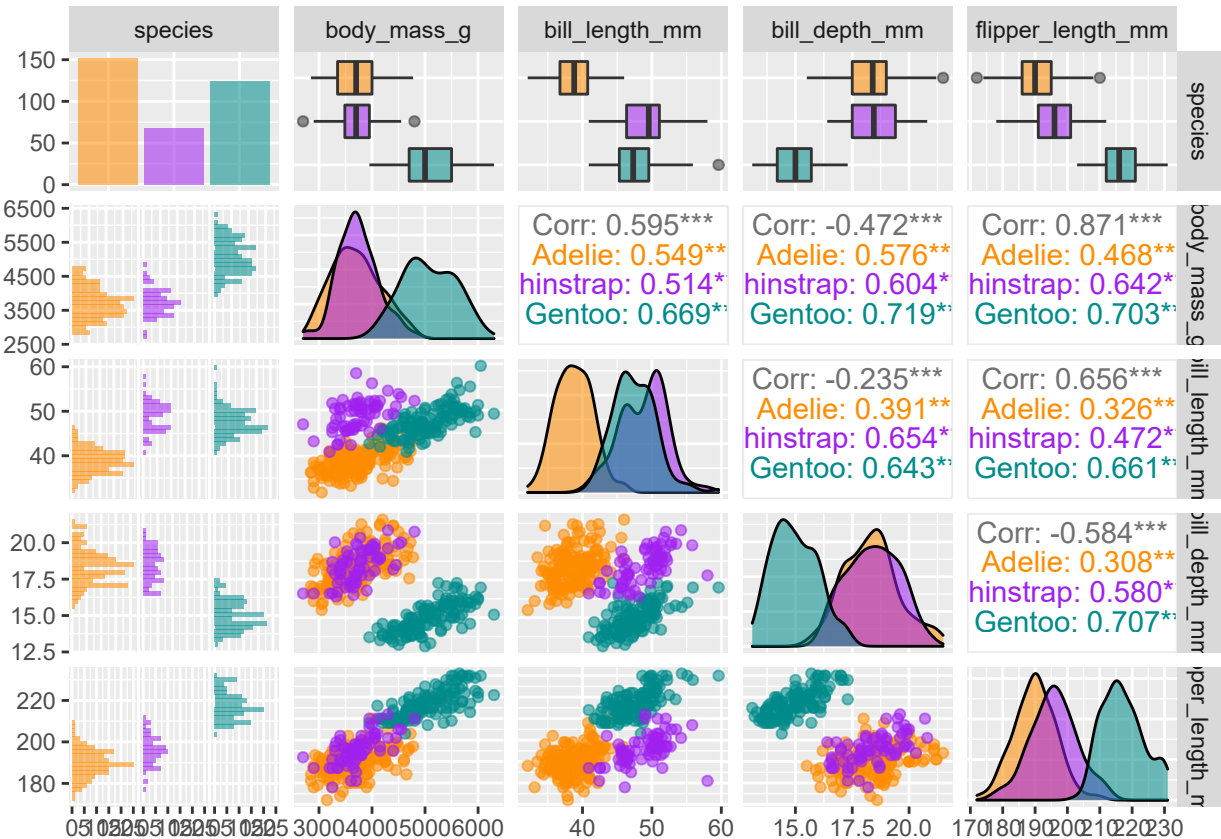 species body_mass_g bill_length_mm bill_depth_mm flipper_length_mm
150
100
50
0
species
6500
5500
4500
3500
2500
Corr: 0.595***
Adelie: 0.549**
hinstrap: 0.514*
Gentoo: 0.669**
Corr: -0.472***
Adelie: 0.576**
hinstrap: 0.604*
Gentoo: 0.719**
Corr: 0.871***
Adelie: 0.468**
hinstrap: 0.642*
Gentoo: 0.703**
body_mass_g
60
50
40
Corr: -0.235***
Adelie: 0.391**
hinstrap: 0.654*
Gentoo: 0.643**
Corr: 0.656***
Adelie: 0.326**
hinstrap: 0.472*
Gentoo: 0.661**
bill_length_mm
20.0
17.5
15.0
12.5
Corr: -0.584***
Adelie: 0.308**
hinstrap: 0.580*
Gentoo: 0.707**
bill_depth_mm
220
200
180
pper_length_m
3000 4000 5000 6000 40 50 60 15.0 17.5 20.0 170 180 190 200 210 220 230